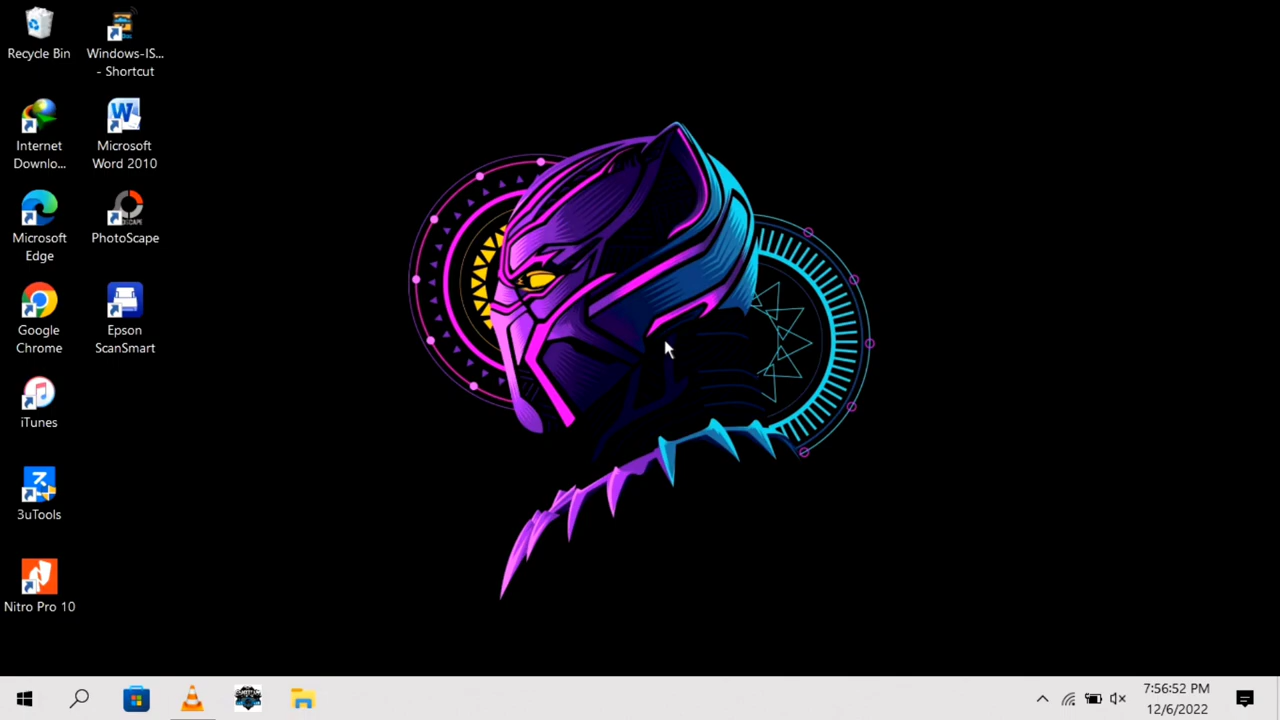 Recycle Bin
Windows-IS...
- Shortcut
Internet
Downlo...
Microsoft
Word 2010
Microsoft
Edge
PhotoScape
Google
Chrome
Epson
ScanSmart
iTunes
3uTools
Nitro Pro 10
7:56:52 PM
12/6/2022